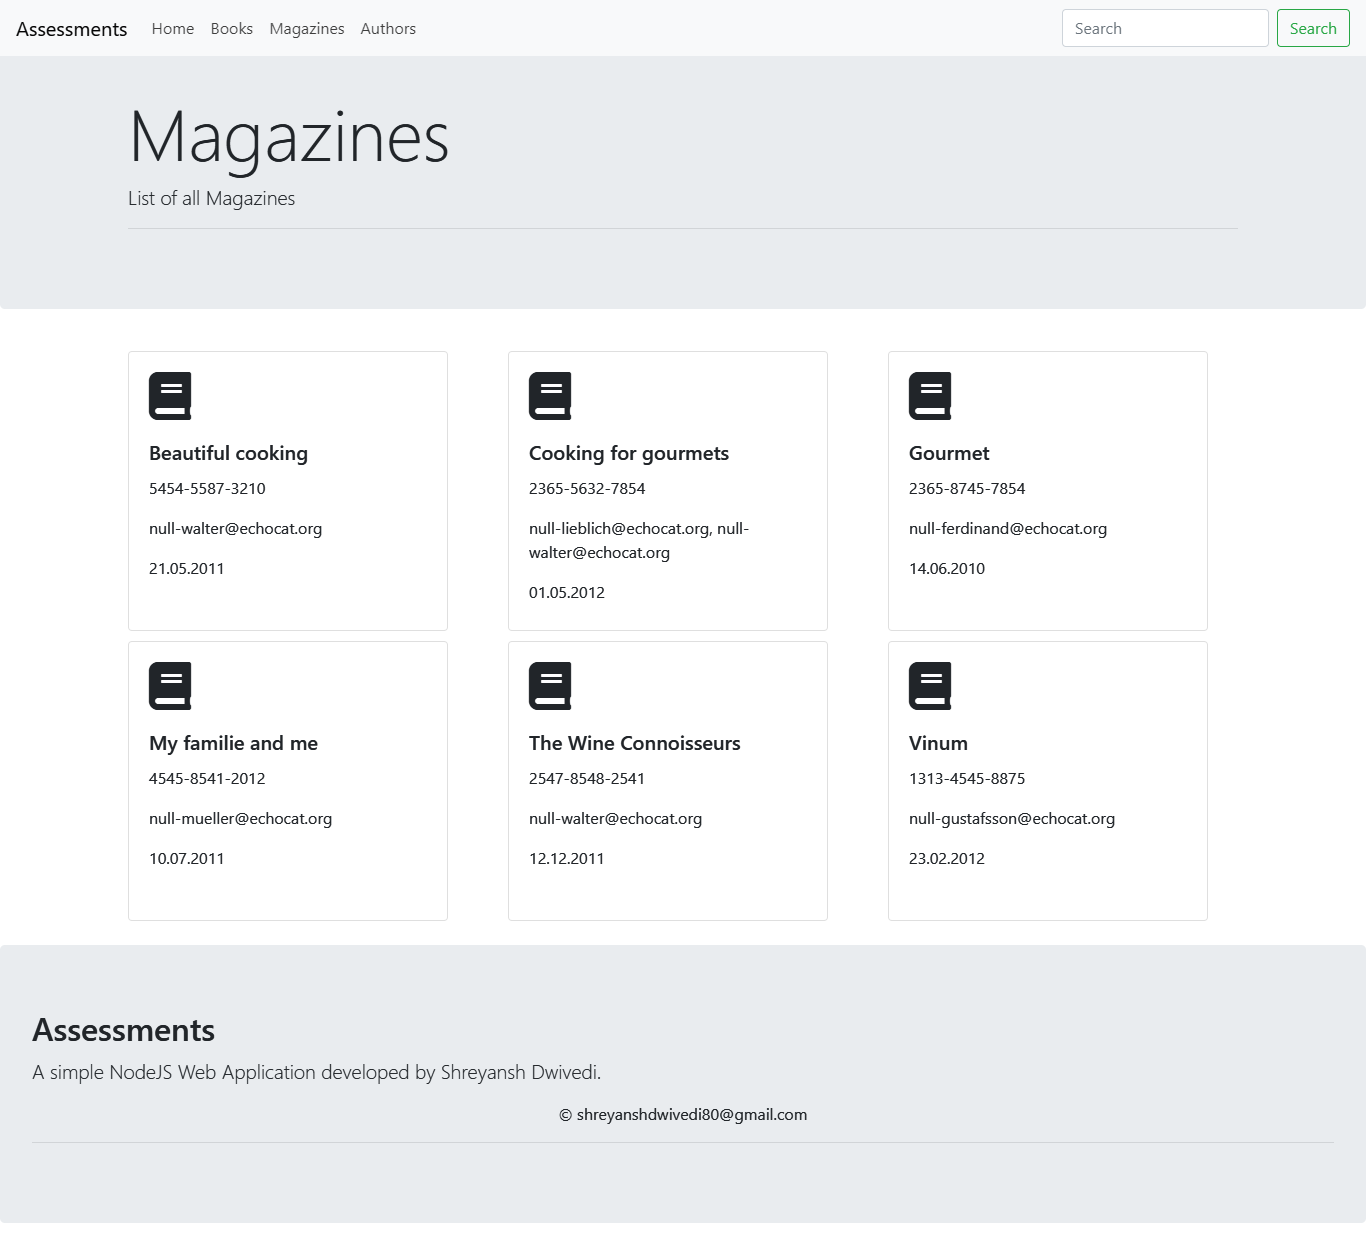 Assessments Home Books Magazines Authors Search Search
Magazines
List of all Magazines
Beautiful cooking
5454-5587-3210
null-walter@echocat.org
21.05.2011
Cooking for gourmets
2365-5632-7854
null-lieblich@echocat.org, null-
walter@echocat.org
01.05.2012
Gourmet
2365-8745-7854
null-ferdinand@echocat.org
14.06.2010
My familie and me
4545-8541-2012
null-mueller@echocat.org
10.07.2011
The Wine Connoisseurs
2547-8548-2541
null-walter@echocat.org
12.12.2011
Vinum
1313-4545-8875
null-gustafsson@echocat.org
23.02.2012
Assessments
A simple NodeJS Web Application developed by Shreyansh Dwivedi.
© shreyanshdwivedi80@gmail.com